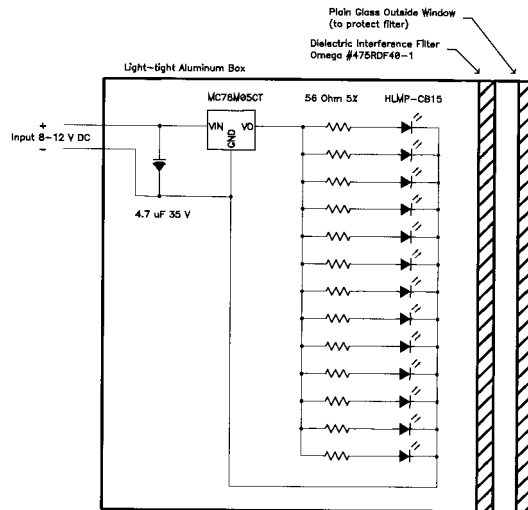 Plain Glass Outside Window
(to protect filter)
Dielectric Interference Filter
Omega #475RDF40-1
Light-tight Aluminum Box
MC78M05CT
56 Ohm 5%
HLMP-CB15
+
Input 8-12 V DC
-
VIN
GND
VO
4.7 uF 35 V